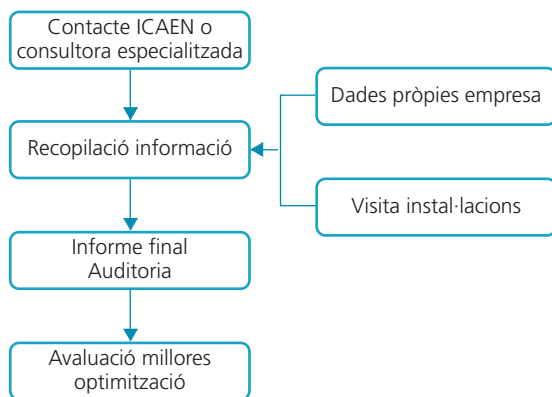 Contacte ICAEN o
consultora especialitzada
Dades pròpies empresa
Recopilació informació
Visita instal·lacions
Informe final
Auditoria
Avaluació millores
optimització